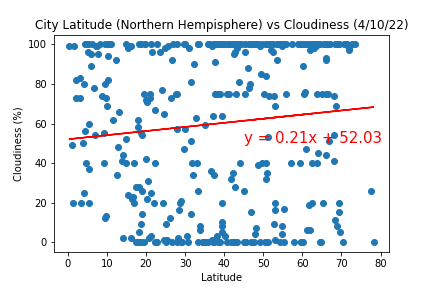 City Latitude (Northern Hempisphere) vs Cloudiness (4/10/22)
100
80
60
40
20
0
Cloudiness (%)
y = 0.21x + 52.03
0 10 20 30 40 50 60 70 80
Latitude